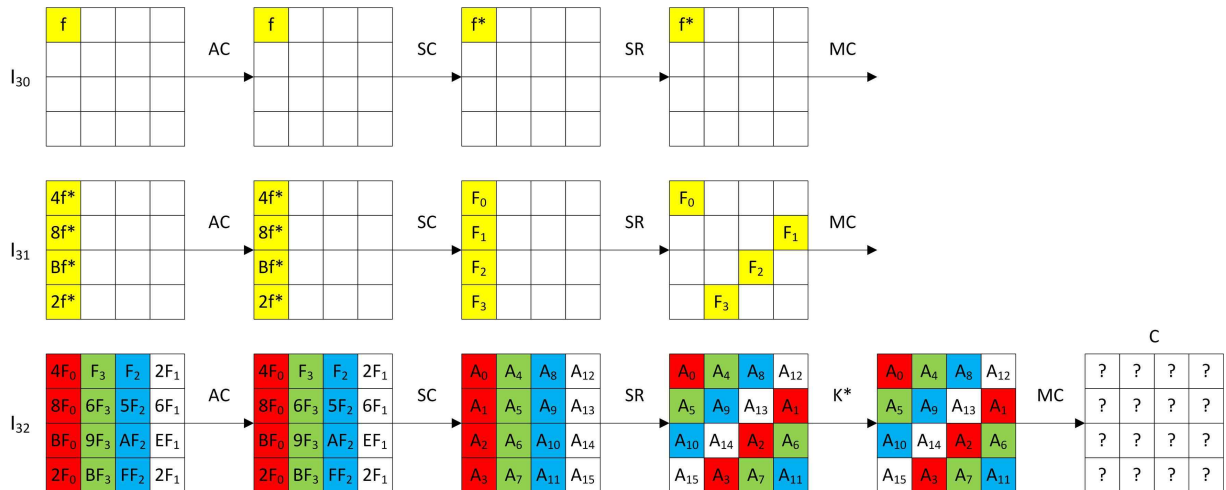 f f f* f*
AC SC SR MC
I₃₀
4f* 4f* F₀ F₀
8f* AC 8f* SC F₁ SR F₁ MC
I₃₁
Bf* Bf* F₂ F₂
2f* 2f* F₃ F₃
C
4F₀ F₃ F₂ 2F₁ 4F₀ F₃ F₂ 2F₁ A₀ A₄ A₈ A₁₂ A₀ A₄ A₈ A₁₂ A₀ A₄ A₈ A₁₂ ? ? ? ?
8F₀ 6F₃ 5F₂ 6F₁ AC 8F₀ 6F₃ 5F₂ 6F₁ SC A₁ A₅ A₉ A₁₃ SR A₅ A₉ A₁₃ A₁ K* A₅ A₉ A₁₃ A₁ MC ? ? ? ?
I₃₂
BF₀ 9F₃ AF₂ EF₁ BF₀ 9F₃ AF₂ EF₁ A₂ A₆ A₁₀ A₁₄ A₁₀ A₁₄ A₂ A₆ A₁₀ A₁₄ A₂ A₆ ? ? ? ?
2F₀ BF₃ FF₂ 2F₁ 2F₀ BF₃ FF₂ 2F₁ A₃ A₇ A₁₁ A₁₅ A₁₅ A₃ A₇ A₁₁ A₁₅ A₃ A₇ A₁₁ ? ? ? ?